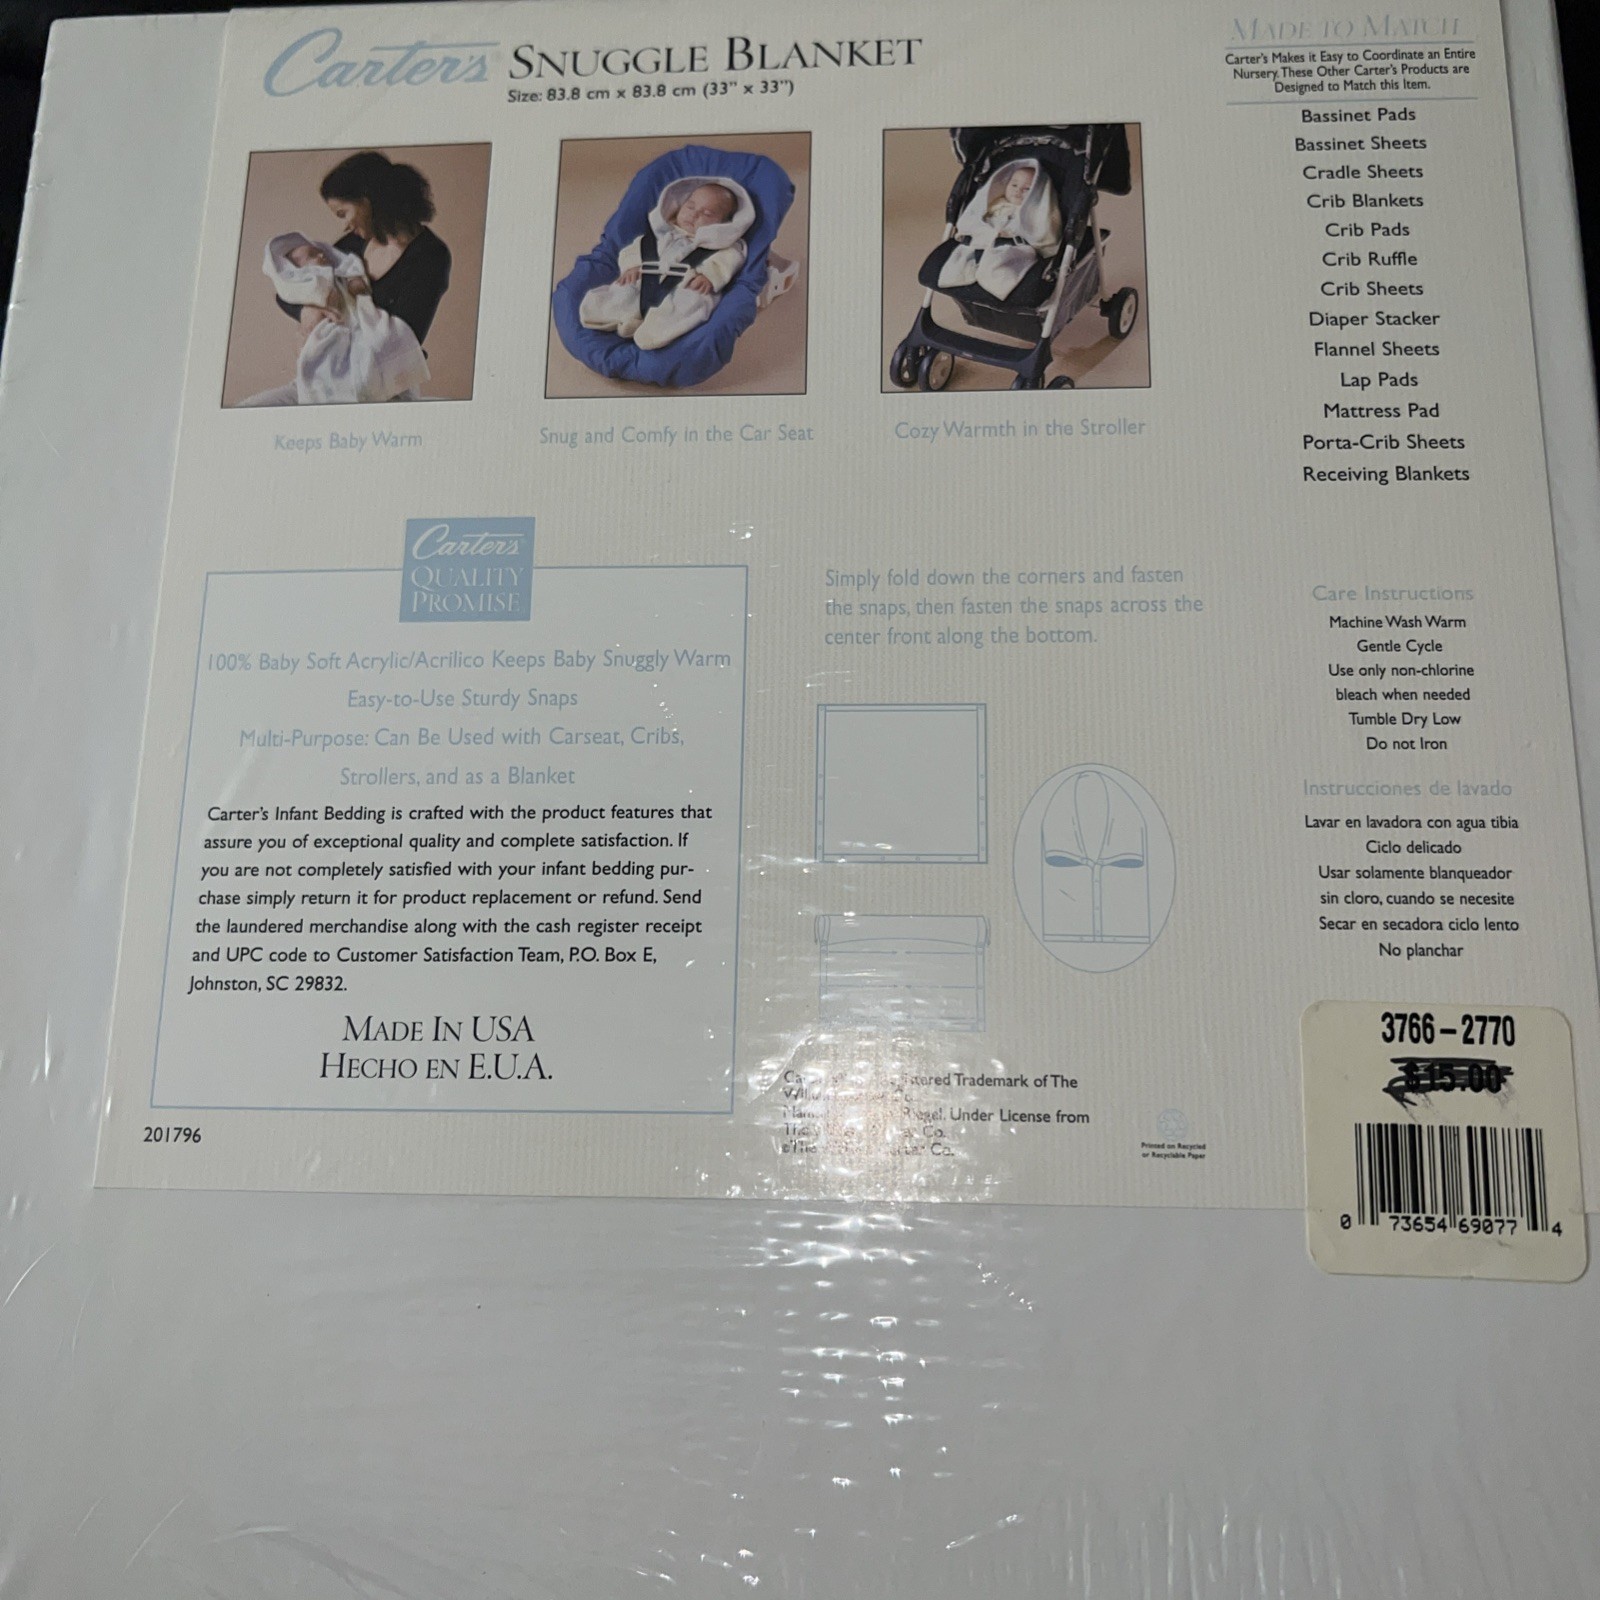 Carter's SNUGGLE BLANKET
Size: 83.8 cm x 83.8 cm (33" x 33")
Keeps Baby Warm
Snug and Comfy in the Car Seat
Cozy Warmth in the Stroller
MADE TO MATCH
Carter's Makes it Easy to Coordinate an Entire
Nursery. These Other Carter's Products are
Designed to Match this Item.
Bassinet Pads
Bassinet Sheets
Cradle Sheets
Crib Blankets
Crib Pads
Crib Ruffle
Crib Sheets
Diaper Stacker
Flannel Sheets
Lap Pads
Mattress Pad
Porta-Crib Sheets
Receiving Blankets
Carter's
QUALITY
PROMISE
100% Baby Soft Acrylic/Acrilico Keeps Baby Snuggly Warm
Easy-to-Use Sturdy Snaps
Multi-Purpose: Can Be Used with Carseat, Cribs,
Strollers, and as a Blanket
Carter's Infant Bedding is crafted with the product features that
assure you of exceptional quality and complete satisfaction. If
you are not completely satisfied with your infant bedding pur-
chase simply return it for product replacement or refund. Send
the laundered merchandise along with the cash register receipt
and UPC code to Customer Satisfaction Team, P.O. Box E,
Johnston, SC 29832.
MADE IN USA
HECHO EN E.U.A.
201796
Simply fold down the corners and fasten
the snaps, then fasten the snaps across the
center front along the bottom.
Trademark of The
Under License from
Co.
Co.
Printed on Recycled
or Recyclable Paper
Care Instructions
Machine Wash Warm
Gentle Cycle
Use only non-chlorine
bleach when needed
Tumble Dry Low
Do not Iron
Instrucciones de lavado
Lavar en lavadora con agua tibia
Ciclo delicado
Usar solamente blanqueador
sin cloro, cuando se necesite
Secar en secadora ciclo lento
No planchar
3766-2770
$15.00
0 73654 69077 4